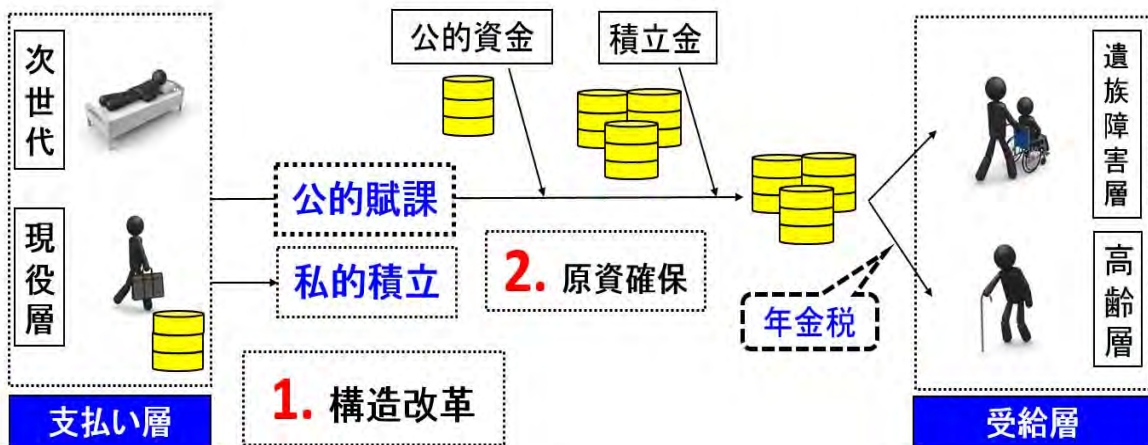 次世代
現役層
支払い層
公的資金
積立金
公的賦課
私的積立
1. 構造改革
2. 原資確保
年金税
遺族障害層
高齢層
受給層